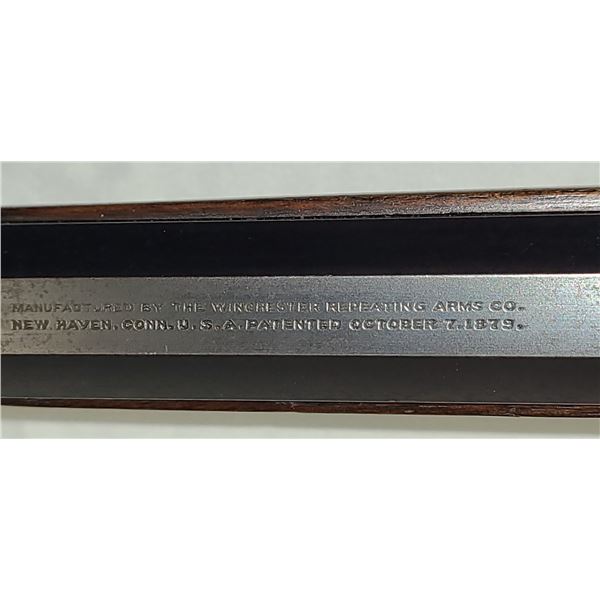 MANUFACTURED BY THE WINCHESTER REPEATING ARMS CO.
NEW HAVEN. CONN. U. S. A. PATENTED OCTOBER 7. 1879.